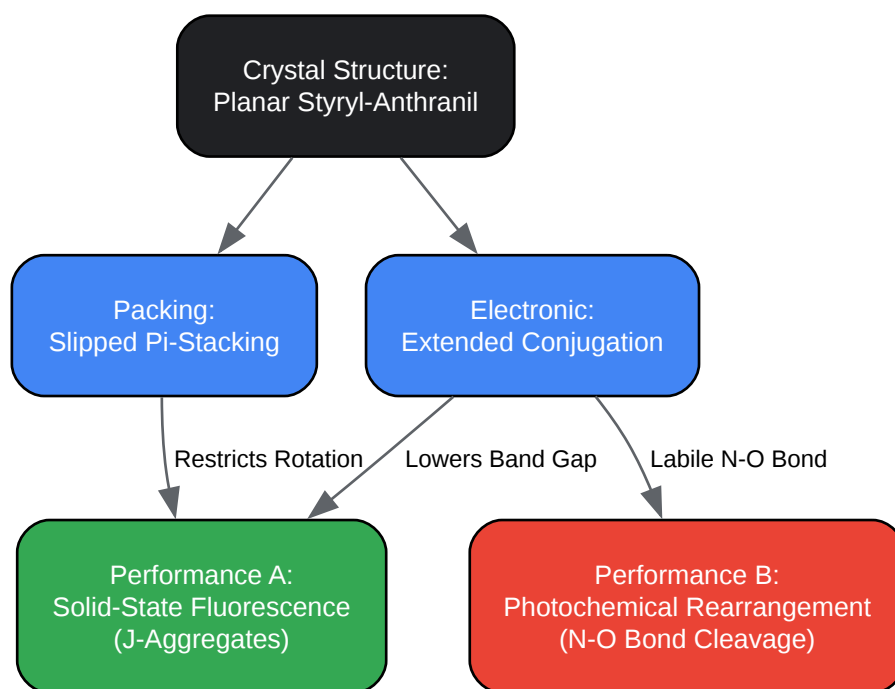 Crystal Structure:
Planar Styryl-Anthranil
Packing:
Slipped Pi-Stacking
Electronic:
Extended Conjugation
Restricts Rotation
Lowers Band Gap
Labile N-O Bond
Performance A:
Solid-State Fluorescence
(J-Aggregates)
Performance B:
Photochemical Rearrangement
(N-O Bond Cleavage)